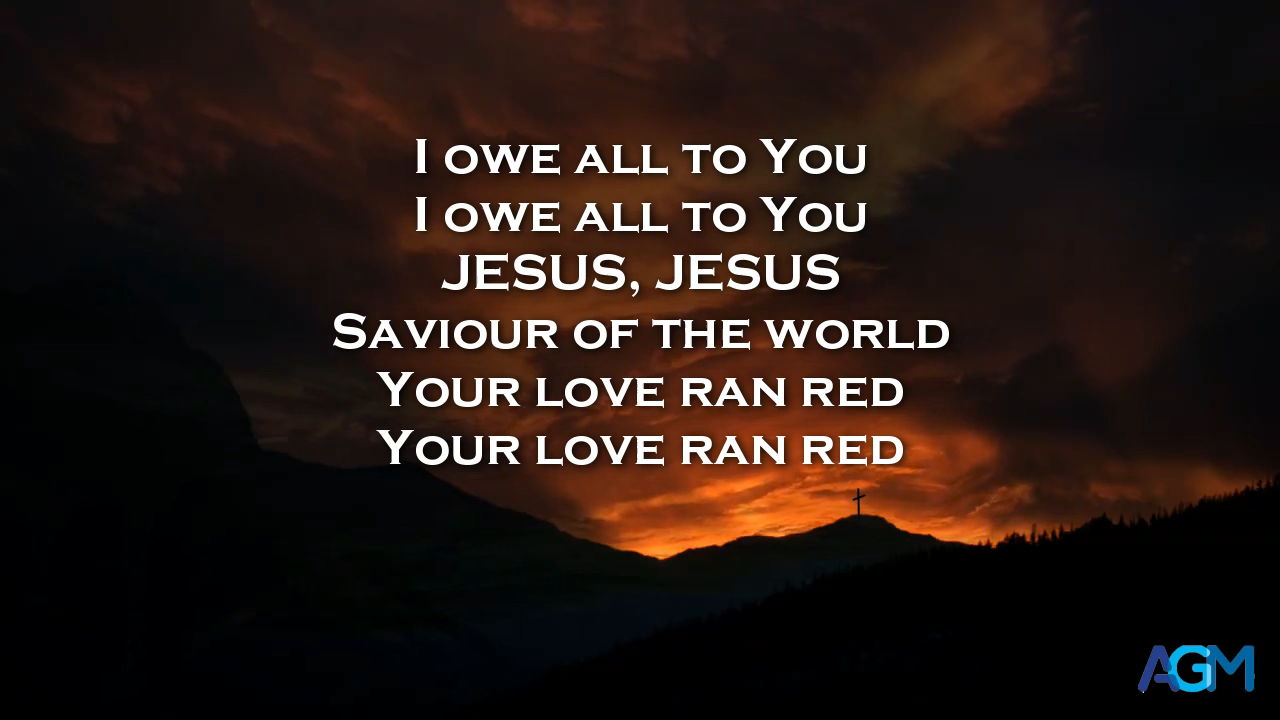 I owe all to You
I owe all to You
JESUS, JESUS
Saviour of the world
Your love ran red
Your love ran red
AGM